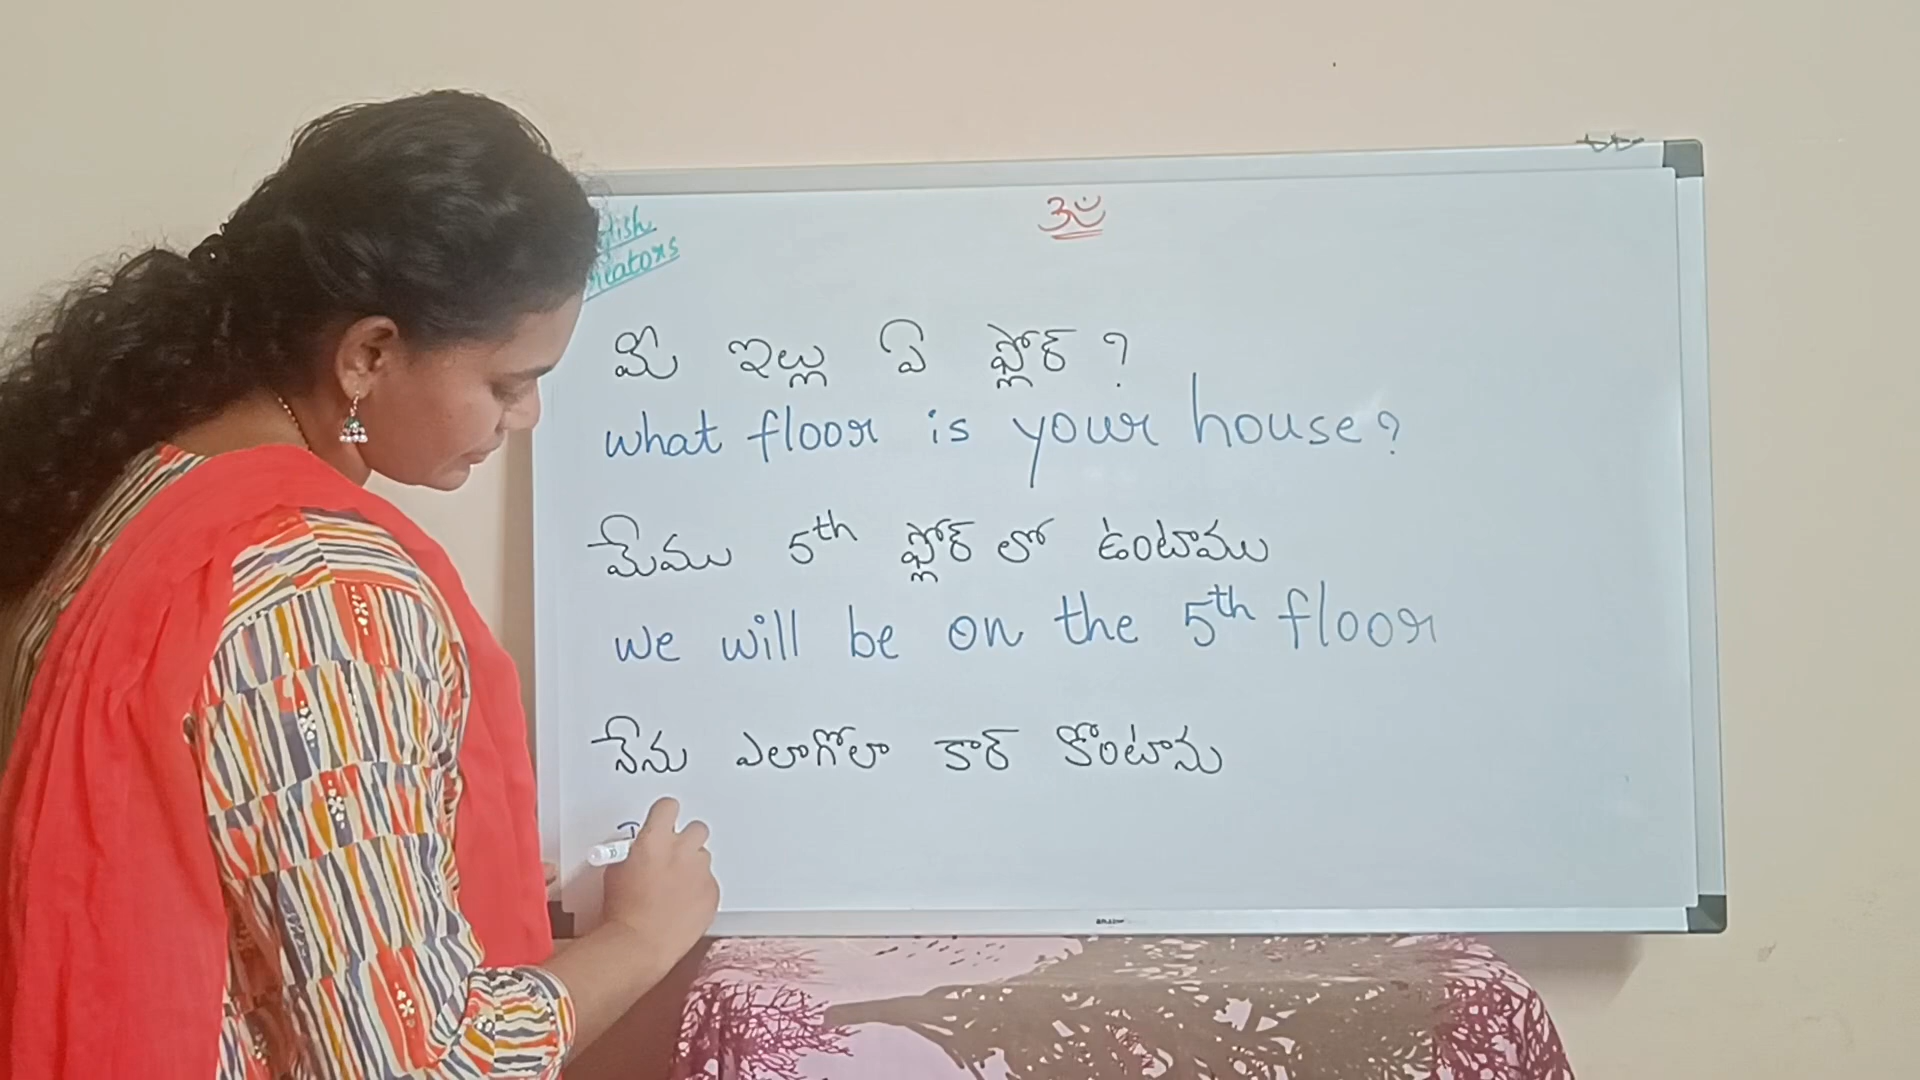 ॐ
మీ ఇల్లు ఏ ఫ్లోర్ ?
what floor is your house?
మేము 5th ఫ్లోర్ లో ఉంటాము
we will be on the 5th floor
నేను ఎలాగోలా కార్ కొంటాను